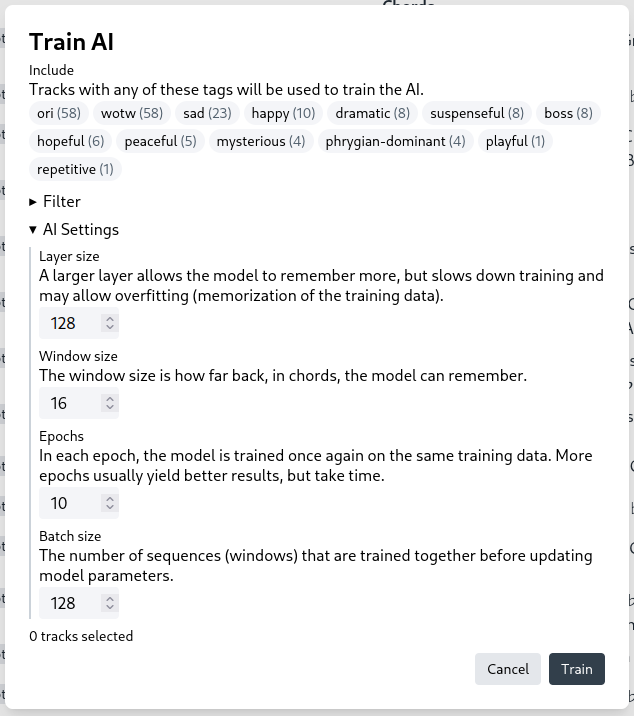 Train AI
Include
Tracks with any of these tags will be used to train the AI.
ori (58) wotw (58) sad (23) happy (10) dramatic (8) suspenseful (8) boss (8)
hopeful (6) peaceful (5) mysterious (4) phrygian-dominant (4) playful (1)
repetitive (1)
▸ Filter
▾ AI Settings
Layer size
A larger layer allows the model to remember more, but slows down training and
may allow overfitting (memorization of the training data).
128
Window size
The window size is how far back, in chords, the model can remember.
16
Epochs
In each epoch, the model is trained once again on the same training data. More
epochs usually yield better results, but take time.
10
Batch size
The number of sequences (windows) that are trained together before updating
model parameters.
128
0 tracks selected
Cancel Train